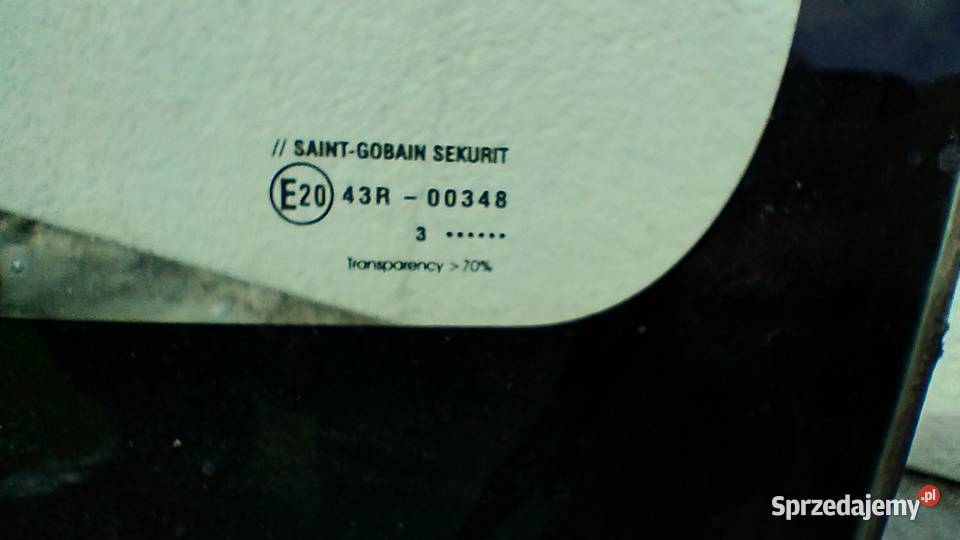 // SAINT-GOBAIN SEKURIT
E20 43R - 00348
3 ······
Transparency > 70%
Sprzedajemy.pl